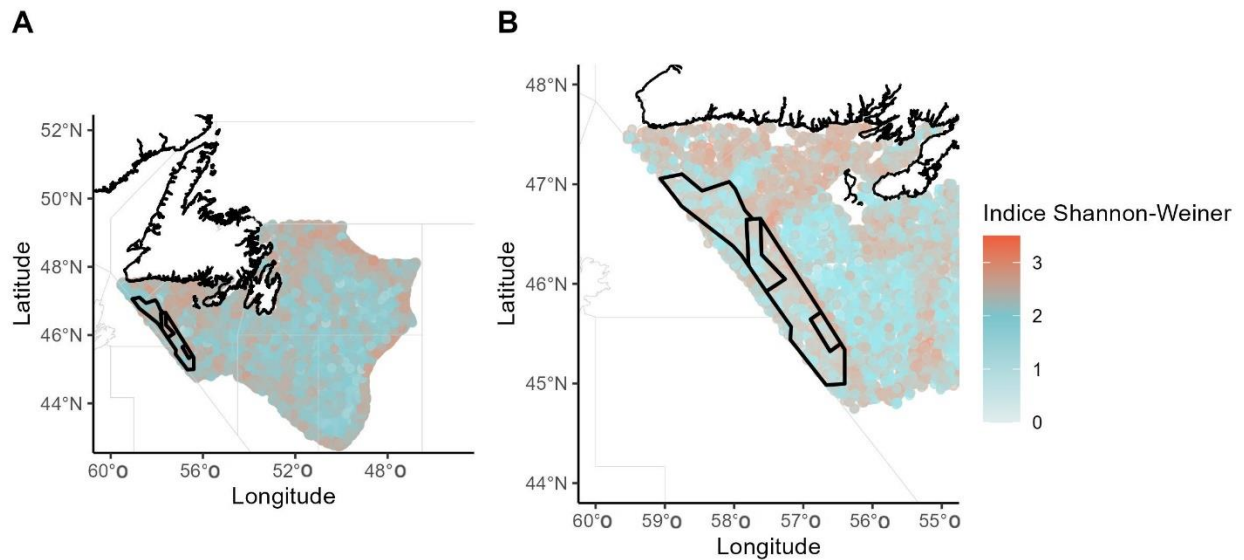 A
52°N
50°N
48°N
46°N
44°N
Latitude
60°O
56°O
52°O
48°O
Longitude
B
48°N
47°N
46°N
45°N
44°N
Latitude
60°O
59°O
58°O
57°O
56°O
55°O
Longitude
Indice Shannon-Weiner
3
2
1
0